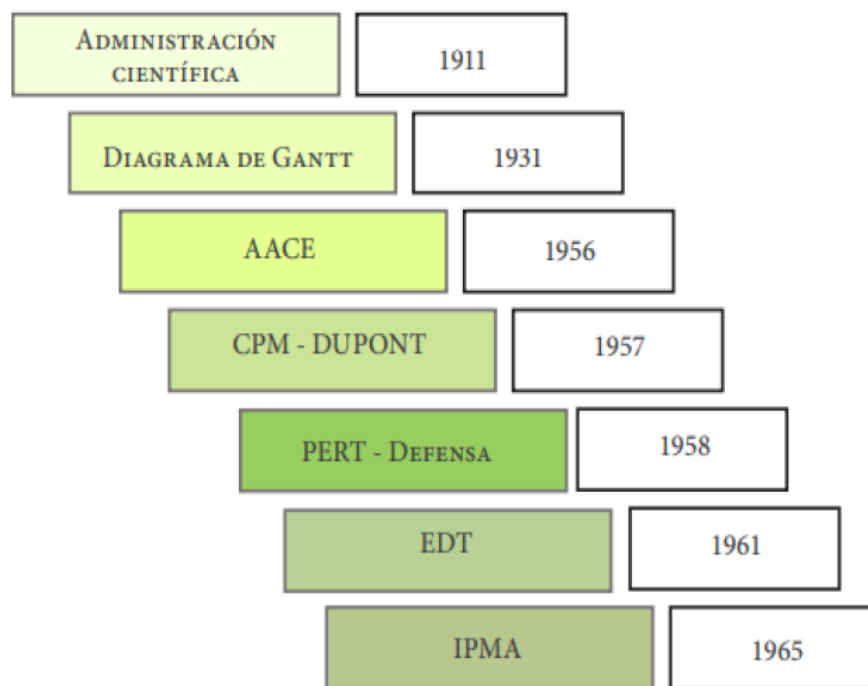 Administración
científica
1911
Diagrama de Gantt
1931
AACE
1956
CPM - DUPONT
1957
PERT - Defensa
1958
EDT
1961
IPMA
1965